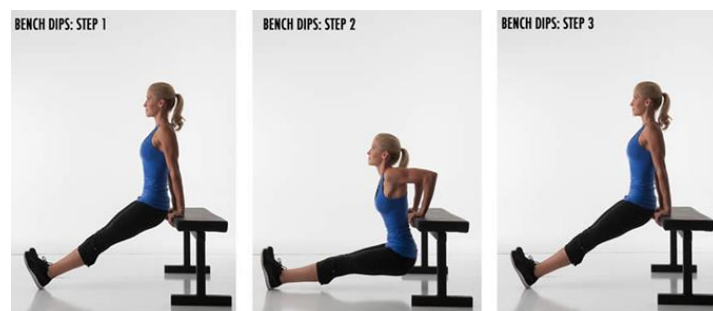 BENCH DIPS: STEP 1
BENCH DIPS: STEP 2
BENCH DIPS: STEP 3